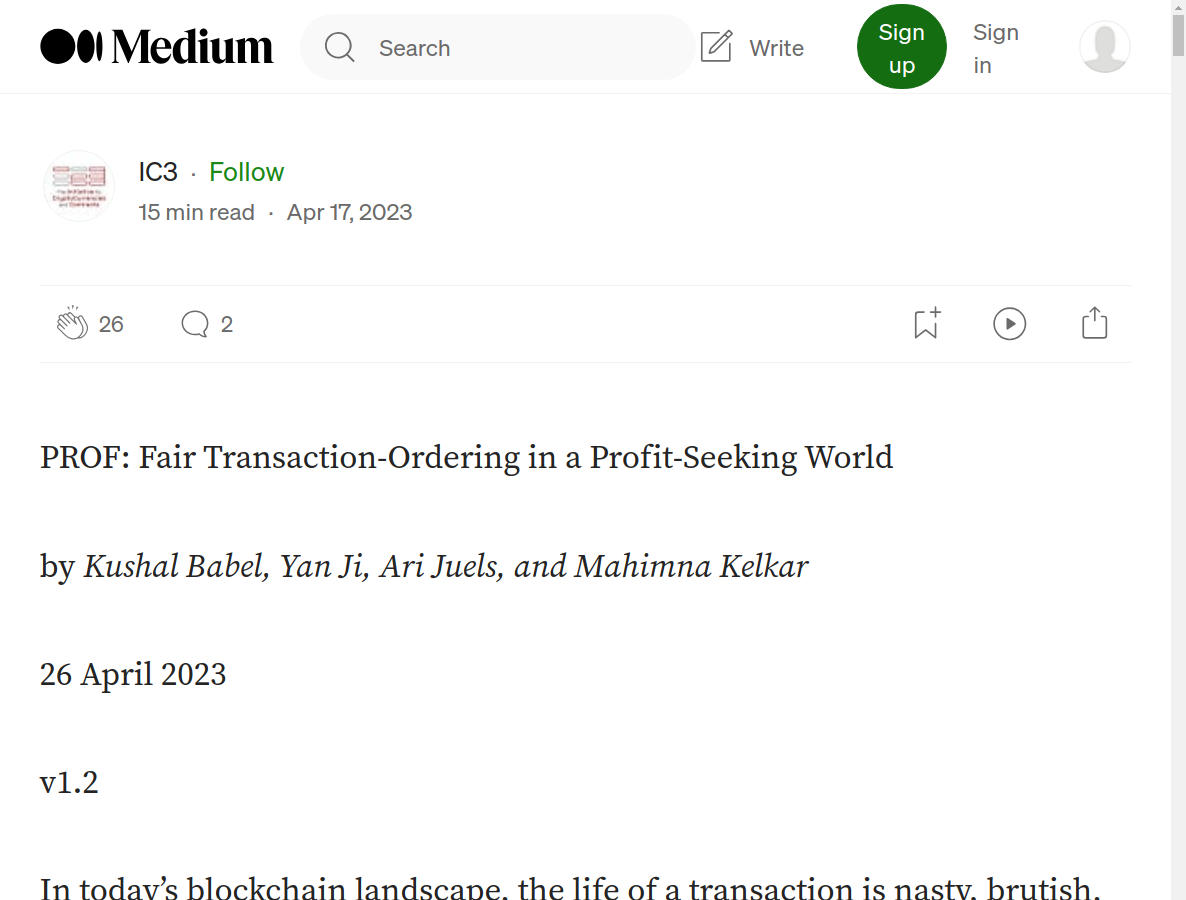 Medium
Search
Write
Sign up
Sign in
IC3 · Follow
15 min read · Apr 17, 2023
26
2
PROF: Fair Transaction-Ordering in a Profit-Seeking World
by Kushal Babel, Yan Ji, Ari Juels, and Mahimna Kelkar
26 April 2023
v1.2
In today’s blockchain landscape, the life of a transaction is nasty, brutish,